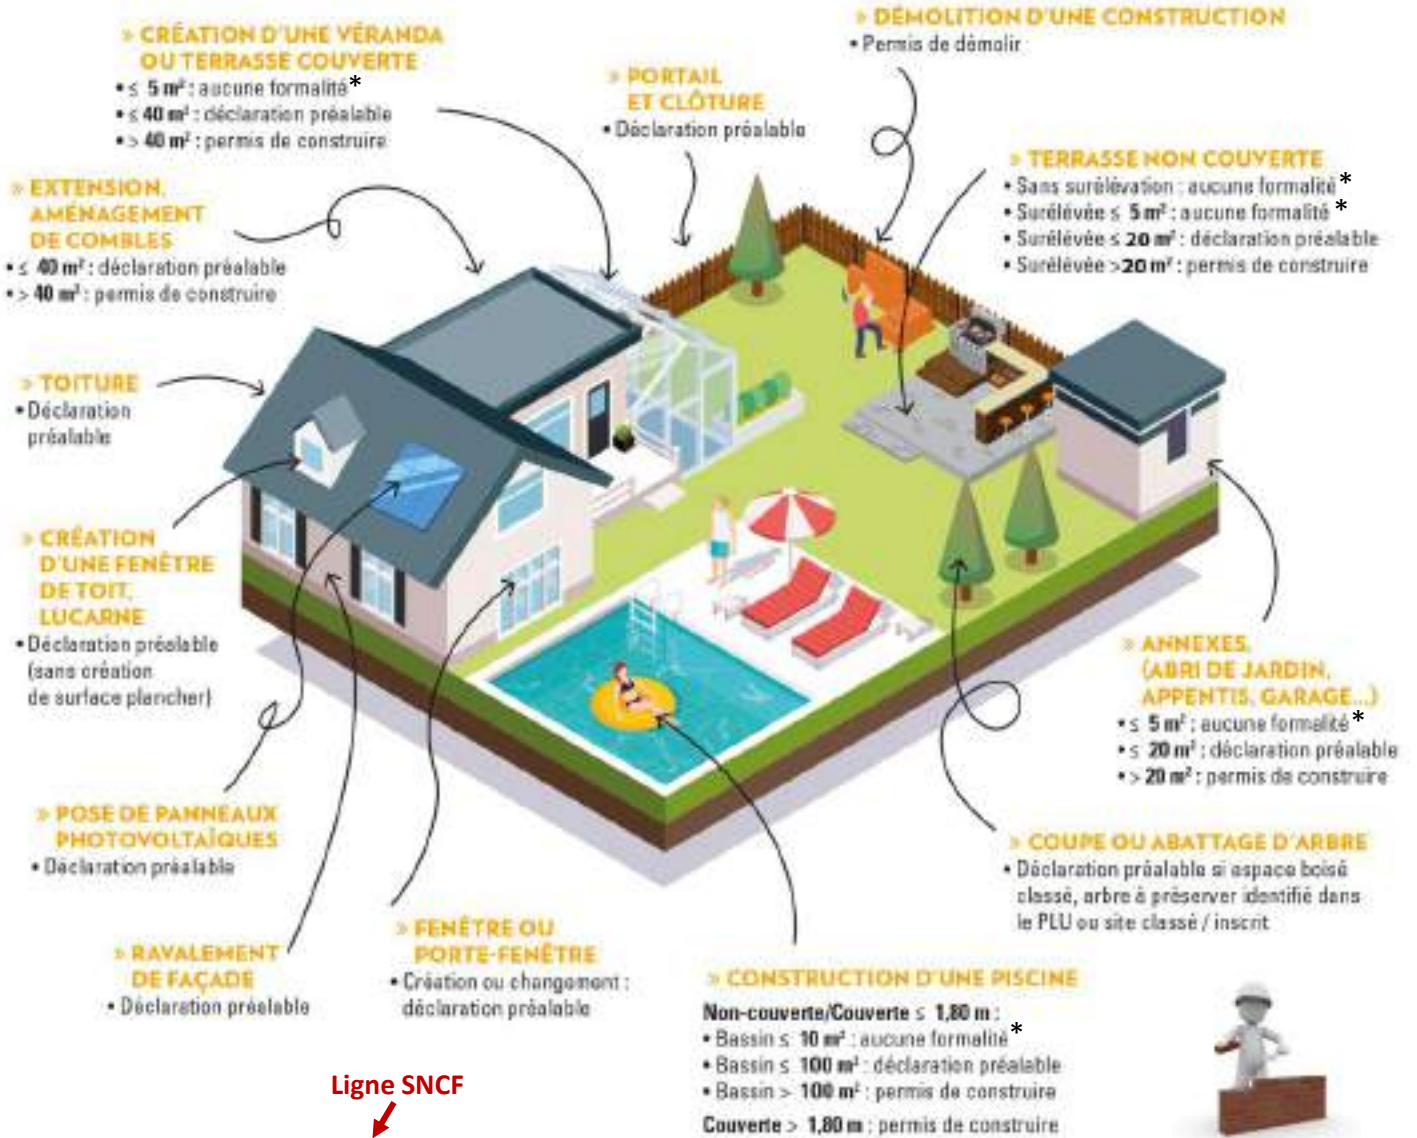 » CRÉATION D'UNE VÉRANDA
OU TERRASSE COUVERTE
• ≤ 5 m² : aucune formalité*
• ≤ 40 m² : déclaration préalable
• > 40 m² : permis de construire
» DÉMOLITION D'UNE CONSTRUCTION
• Permis de démolir
» PORTAIL
ET CLÔTURE
• Déclaration préalable
» TERRASSE NON COUVERTE
• Sans surélévation : aucune formalité*
• Surélévée ≤ 5 m² : aucune formalité *
• Surélévée ≤ 20 m² : déclaration préalable
• Surélévée >20 m² : permis de construire
» EXTENSION,
AMÉNAGEMENT
DE COMBLES
• ≤ 40 m² : déclaration préalable
• > 40 m² : permis de construire
» TOITURE
• Déclaration
préalable
» CRÉATION
D'UNE FENÊTRE
DE TOIT,
LUCARNE
• Déclaration préalable
(sans création
de surface plancher)
» ANNEXES,
(ABRI DE JARDIN,
APPENTIS, GARAGE...)
• ≤ 5 m² : aucune formalité*
• ≤ 20 m² : déclaration préalable
• > 20 m² : permis de construire
» POSE DE PANNEAUX
PHOTOVOLTAÏQUES
• Déclaration préalable
» COUPE OU ABATTAGE D'ARBRE
• Déclaration préalable si espace boisé
classé, arbre à préserver identifié dans
le PLU ou site classé / inscrit
» RAVALEMENT
DE FAÇADE
• Déclaration préalable
» FENÊTRE OU
PORTE-FENÊTRE
• Création ou changement :
déclaration préalable
» CONSTRUCTION D'UNE PISCINE
Non-couverte/Couverte ≤ 1,80 m :
• Bassin ≤ 10 m² : aucune formalité*
• Bassin ≤ 100 m² : déclaration préalable
• Bassin > 100 m² : permis de construire
Couverte > 1,80 m : permis de construire
Ligne SNCF